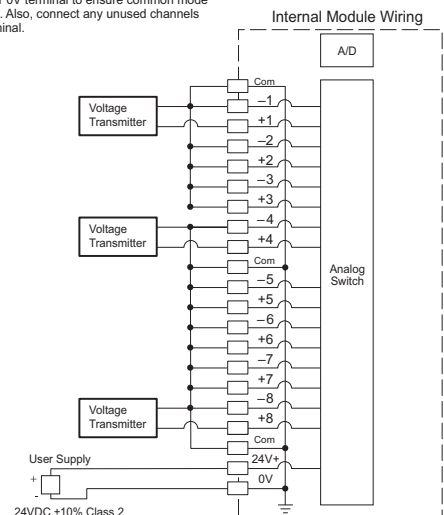 r 0V terminal to ensure common mode
. Also, connect any unused channels
minal.
Internal Module Wiring
A/D
Com
Voltage
Transmitter
–1
+1
–2
+2
–3
+3
Voltage
Transmitter
–4
+4
Com
Analog
Switch
–5
+5
–6
+6
–7
+7
Voltage
Transmitter
–8
+8
Com
User Supply
24V+
+
0V
-
24VDC ±10% Class 2